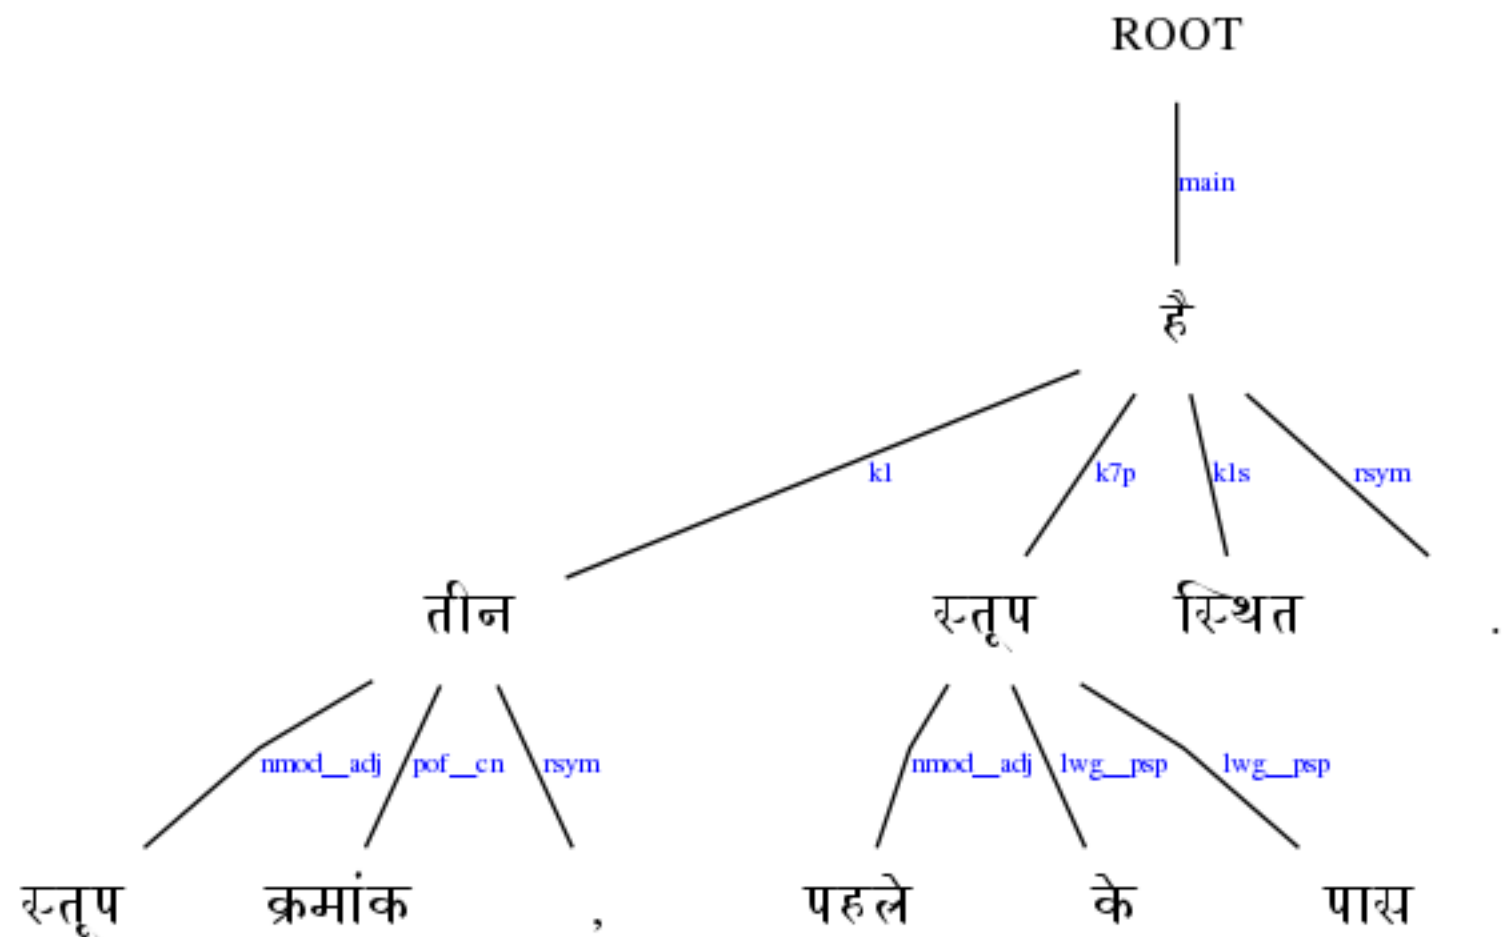 ROOT
main
है
k1 k7p k1s rsym
तीन स्तूप स्थित .
nmod__adj pof__cn rsym nmod__adj lwg__psp lwg__psp
स्तूप क्रमांक , पहले के पास